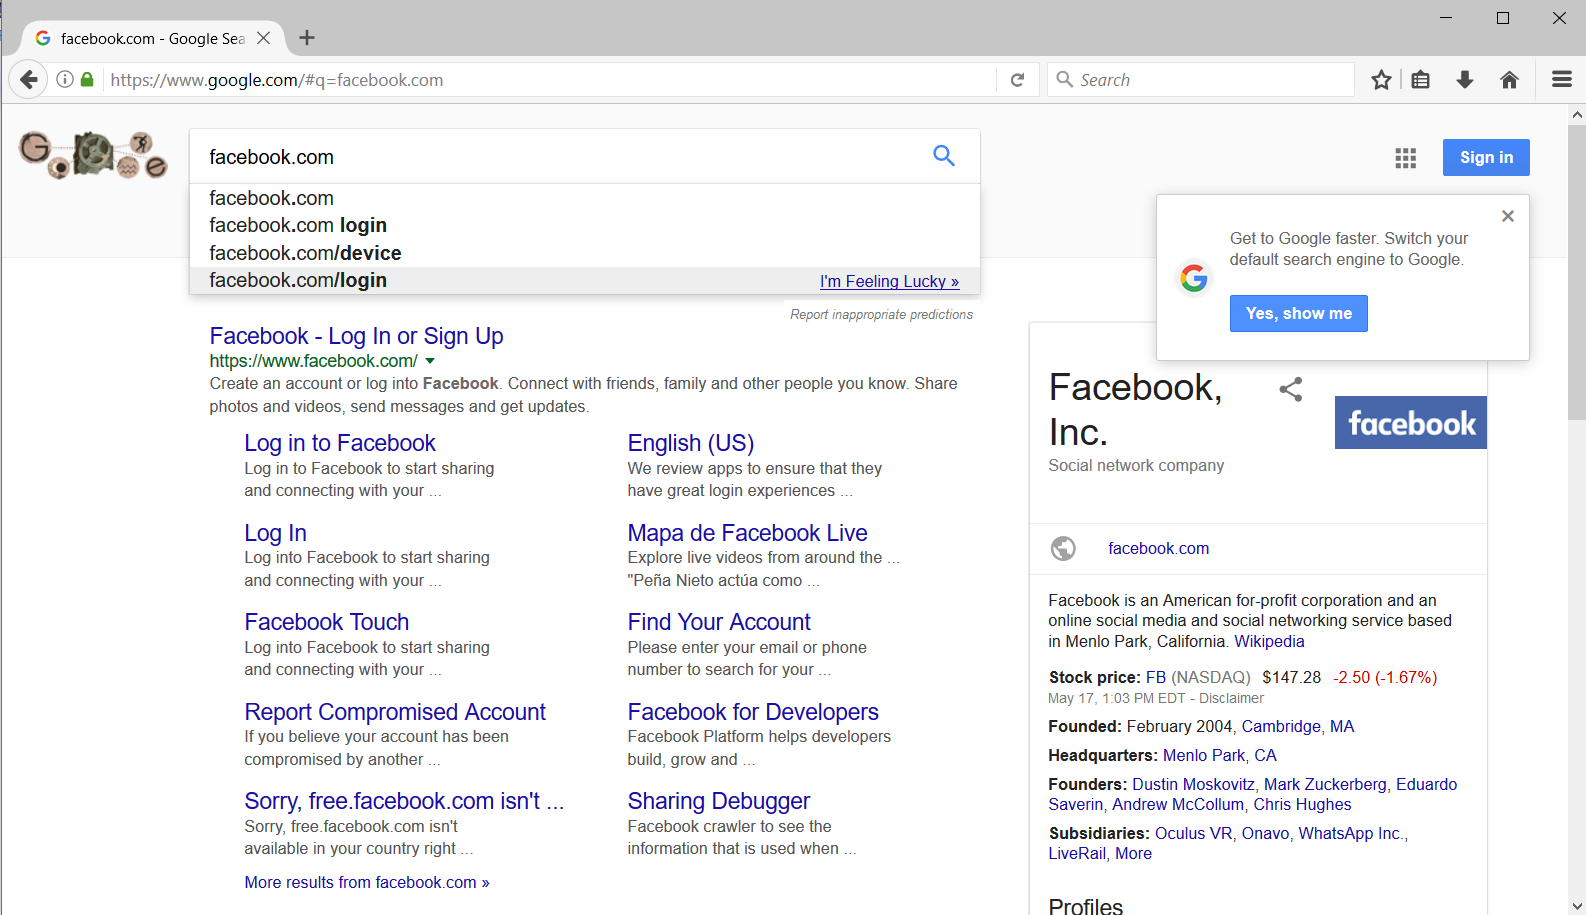 facebook.com - Google Sea
https://www.google.com/#q=facebook.com
Search
facebook.com
Sign in
facebook.com
facebook.com login
facebook.com/device
facebook.com/login
I'm Feeling Lucky »
Report inappropriate predictions
Get to Google faster. Switch your
default search engine to Google.
Yes, show me
Facebook - Log In or Sign Up
https://www.facebook.com/
Create an account or log into Facebook. Connect with friends, family and other people you know. Share
photos and videos, send messages and get updates.
Log in to Facebook
Log in to Facebook to start sharing
and connecting with your ...
English (US)
We review apps to ensure that they
have great login experiences ...
Log In
Log into Facebook to start sharing
and connecting with your ...
Mapa de Facebook Live
Explore live videos from around the ...
"Peña Nieto actúa como ...
Facebook Touch
Log into Facebook to start sharing
and connecting with your ...
Find Your Account
Please enter your email or phone
number to search for your ...
Report Compromised Account
If you believe your account has been
compromised by another ...
Facebook for Developers
Facebook Platform helps developers
build, grow and ...
Sorry, free.facebook.com isn't ...
Sorry, free.facebook.com isn't
available in your country right ...
Sharing Debugger
Facebook crawler to see the
information that is used when ...
More results from facebook.com »
Facebook,
Inc.
Social network company
facebook
facebook.com
Facebook is an American for-profit corporation and an
online social media and social networking service based
in Menlo Park, California. Wikipedia
Stock price: FB (NASDAQ) $147.28 -2.50 (-1.67%)
May 17, 1:03 PM EDT - Disclaimer
Founded: February 2004, Cambridge, MA
Headquarters: Menlo Park, CA
Founders: Dustin Moskovitz, Mark Zuckerberg, Eduardo
Saverin, Andrew McCollum, Chris Hughes
Subsidiaries: Oculus VR, Onavo, WhatsApp Inc.,
LiveRail, More
Profiles